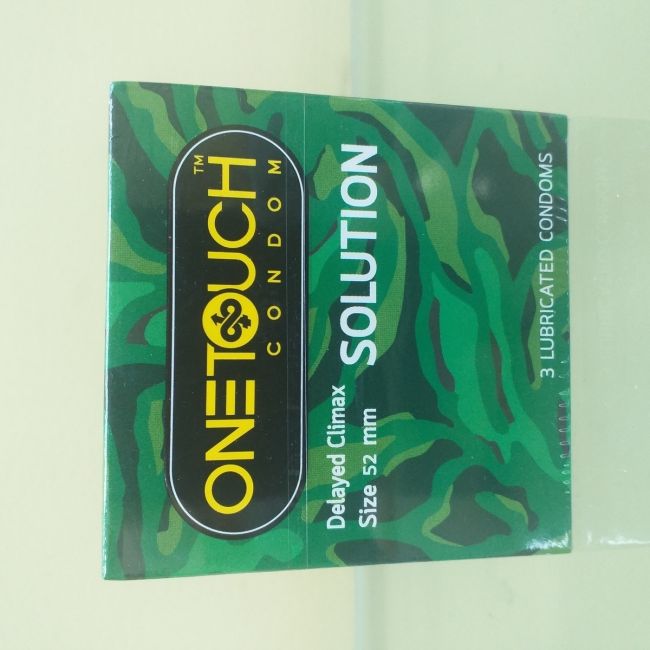 ONETOUCH™
CONDOM
Delayed Climax
Size 52 mm SOLUTION
3 LUBRICATED CONDOMS